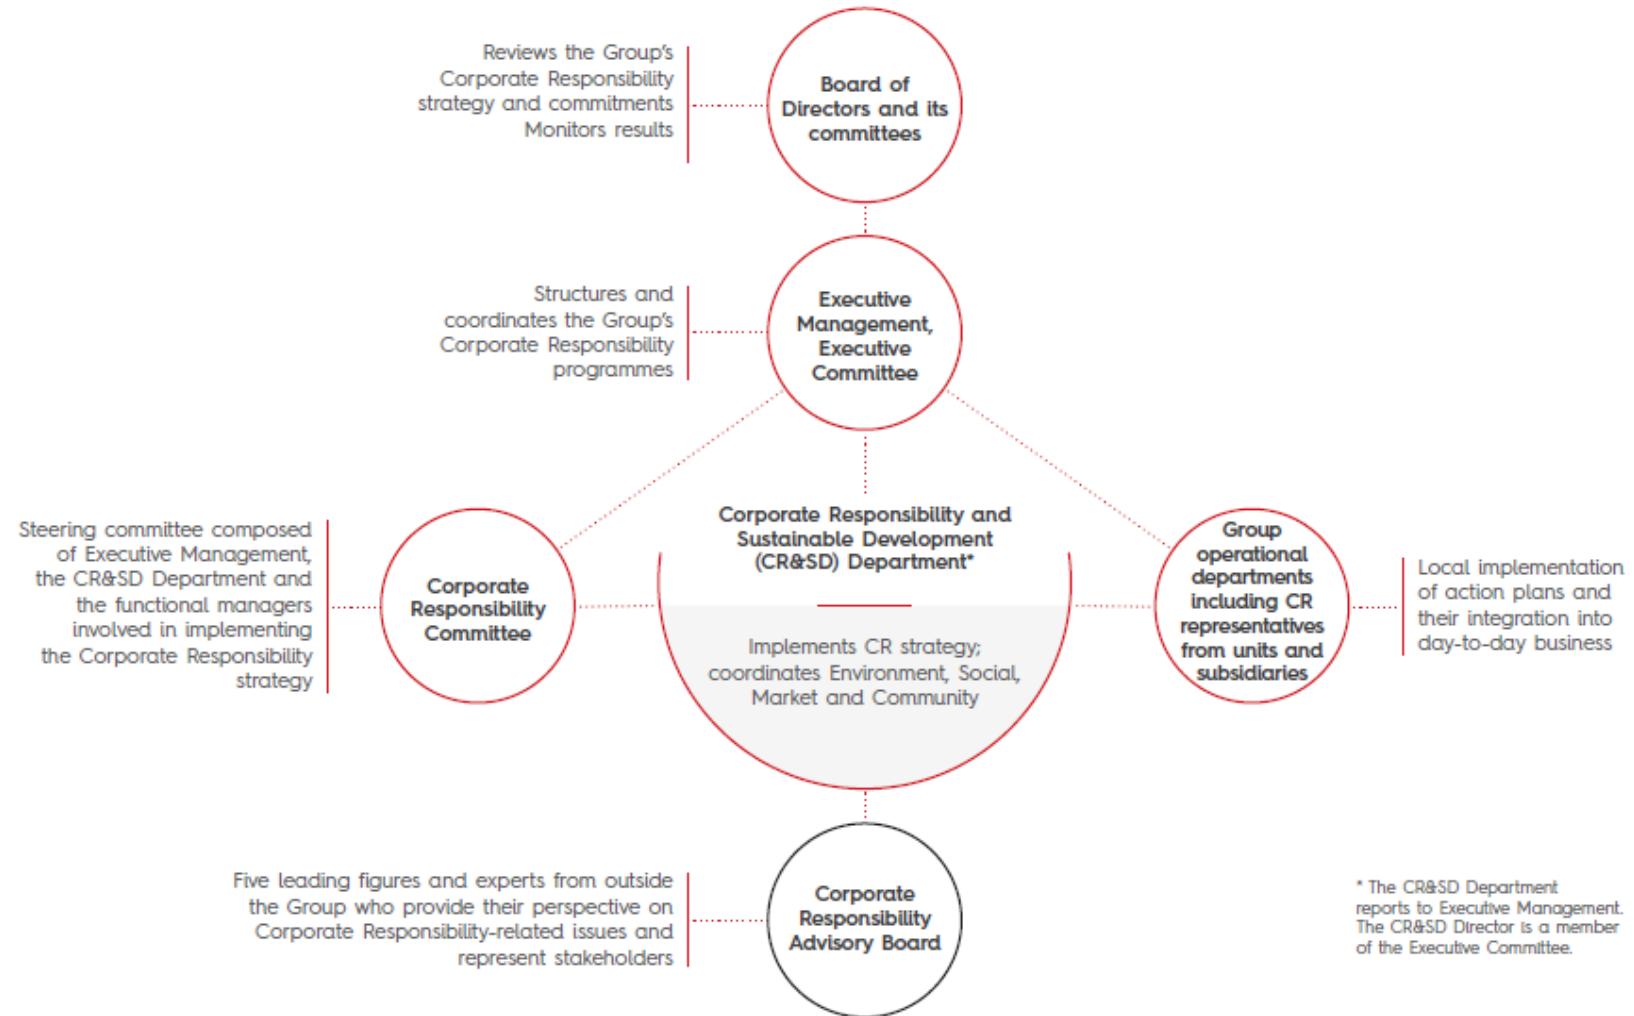 Reviews the Group's
Corporate Responsibility
strategy and commitments
Monitors results
Board of
Directors and its
committees
Structures and
coordinates the Group's
Corporate Responsibility
programmes
Executive
Management,
Executive
Committee
Steering committee composed
of Executive Management,
the CR&SD Department and
the functional managers
involved in implementing
the Corporate Responsibility
strategy
Corporate
Responsibility
Committee
Corporate Responsibility and
Sustainable Development
(CR&SD) Department*
Implements CR strategy;
coordinates Environment, Social,
Market and Community
Group
operational
departments
including CR
representatives
from units and
subsidiaries
Local implementation
of action plans and
their integration into
day-to-day business
Five leading figures and experts from outside
the Group who provide their perspective on
Corporate Responsibility-related issues and
represent stakeholders
Corporate
Responsibility
Advisory Board
* The CR&SD Department
reports to Executive Management.
The CR&SD Director is a member
of the Executive Committee.